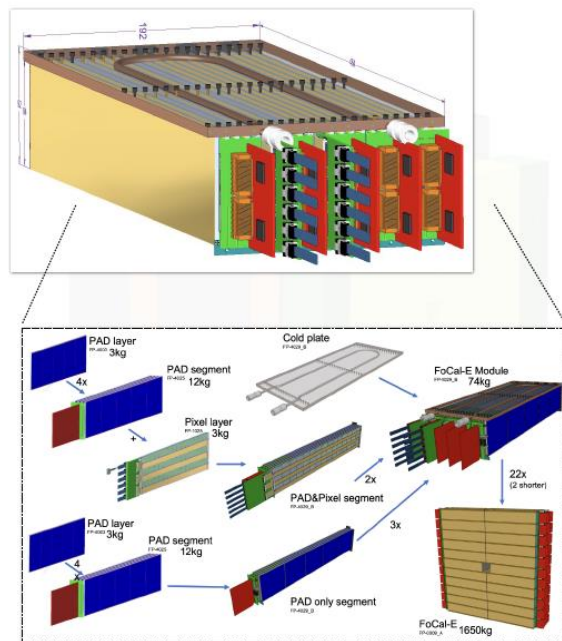 192
PAD layer
3kg
4x
PAD segment
12kg
+
Pixel layer
3kg
Cold plate
FoCal-E Module
74kg
2x
PAD&Pixel segment
22x
(2 shorter)
3x
PAD layer
3kg
4
x
PAD segment
12kg
PAD only segment
FoCal-E
1650kg